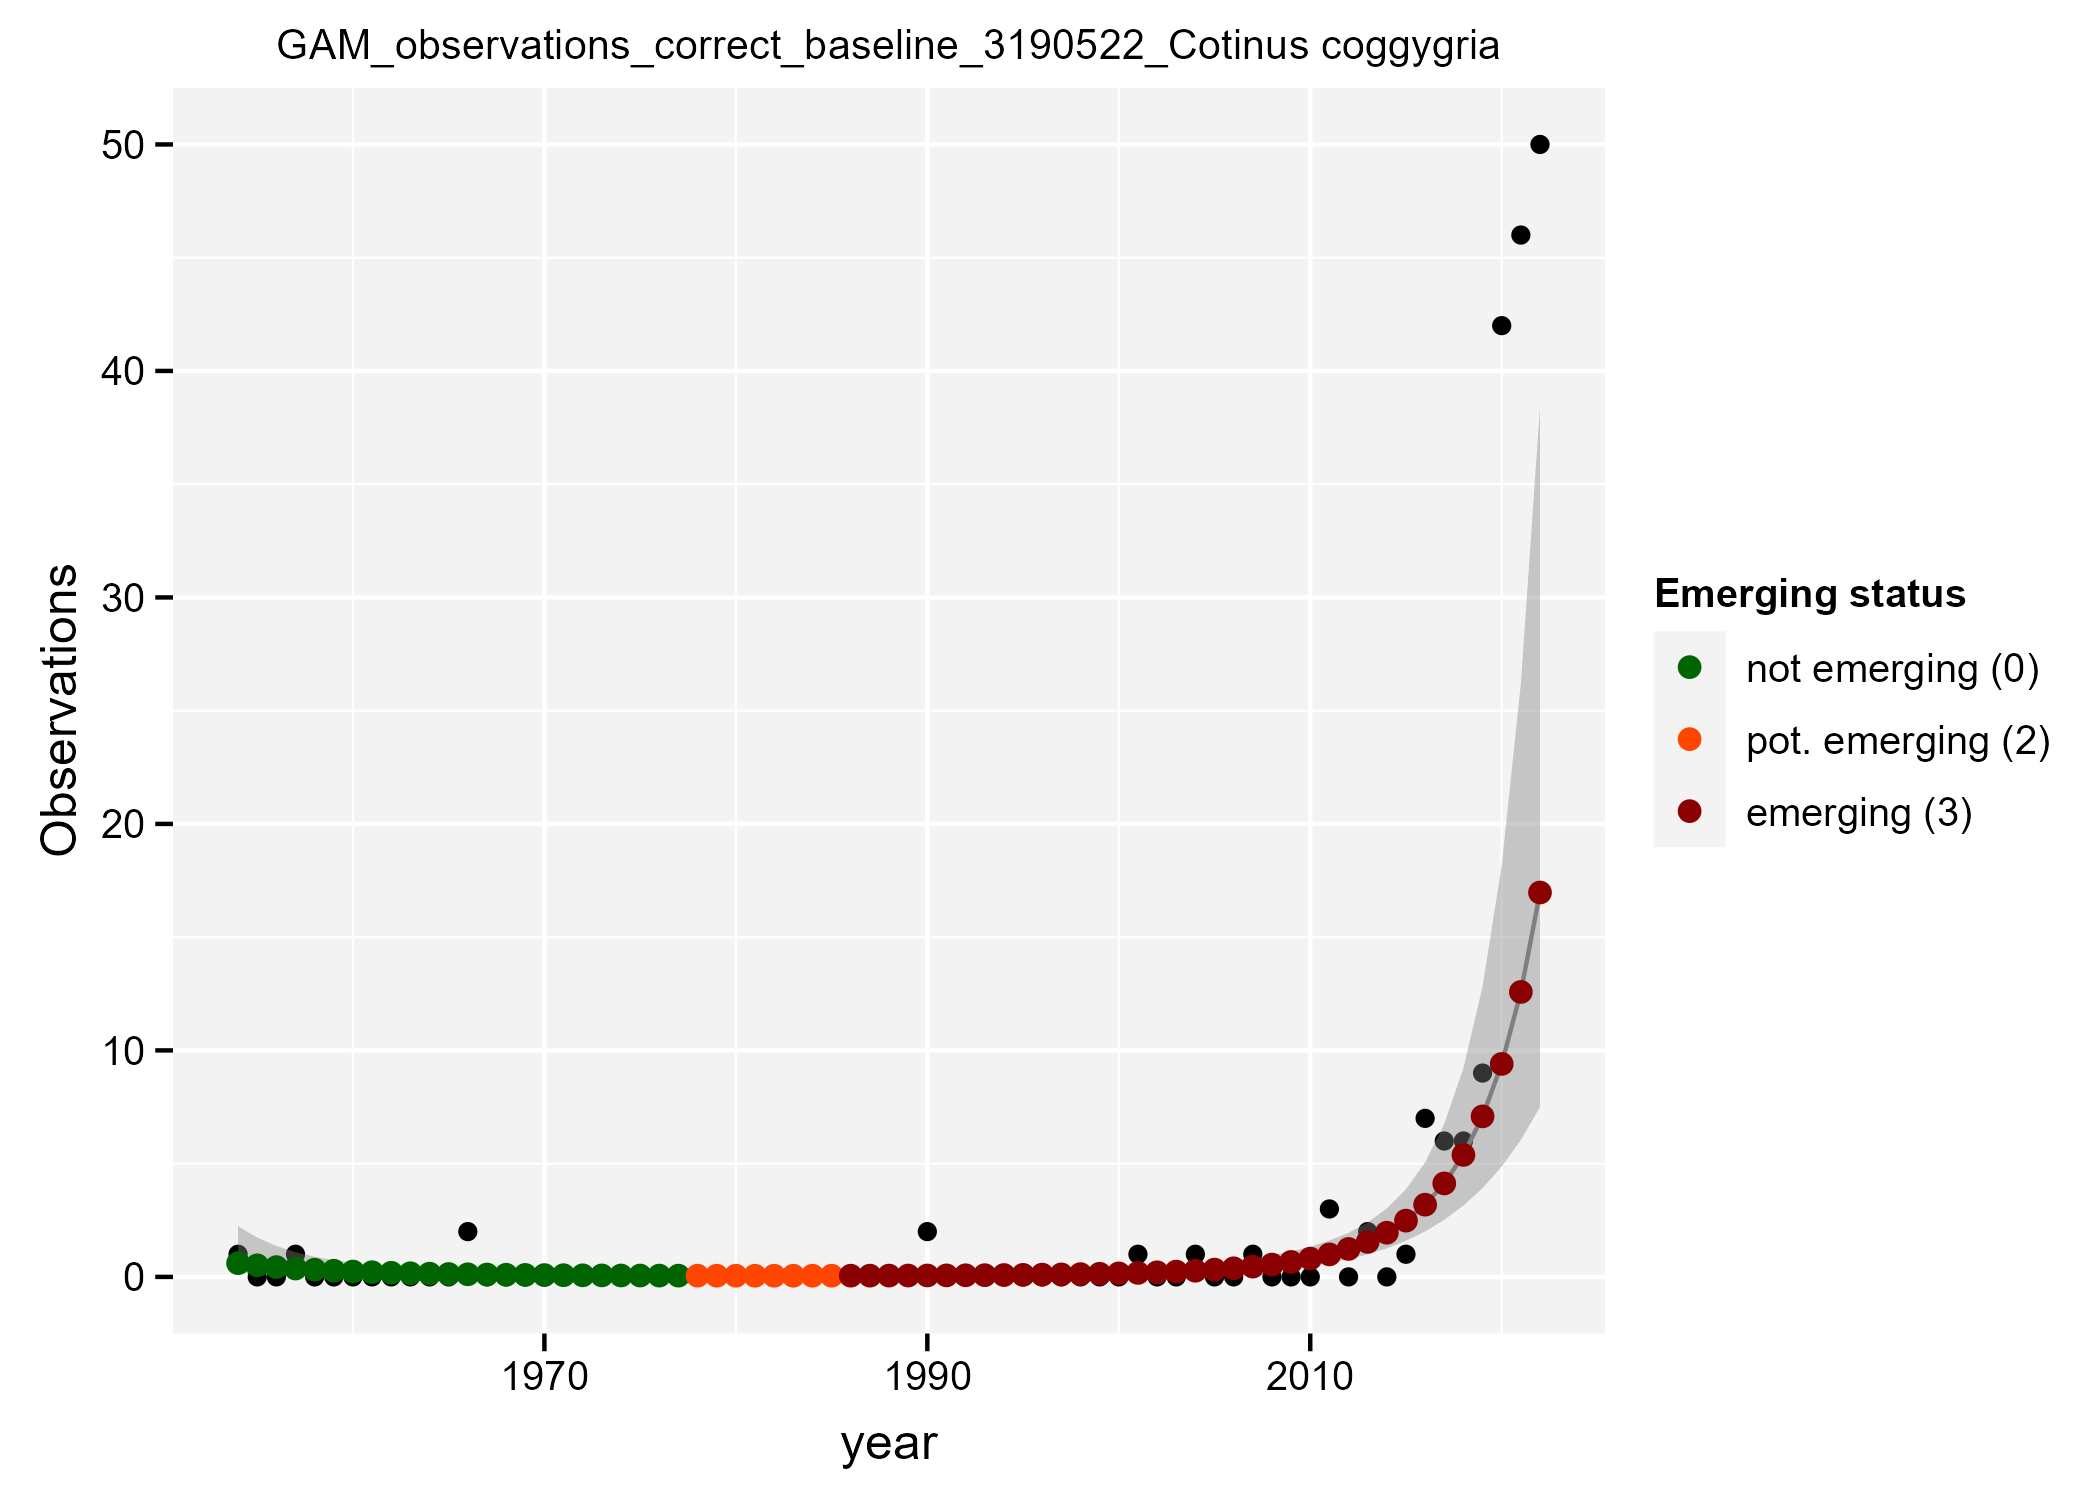 GAM_observations_correct_baseline_3190522_Cotinus coggygria
50
40
30
20
10
0
Observations
1970
1990
2010
year
Emerging status
not emerging (0)
pot. emerging (2)
emerging (3)